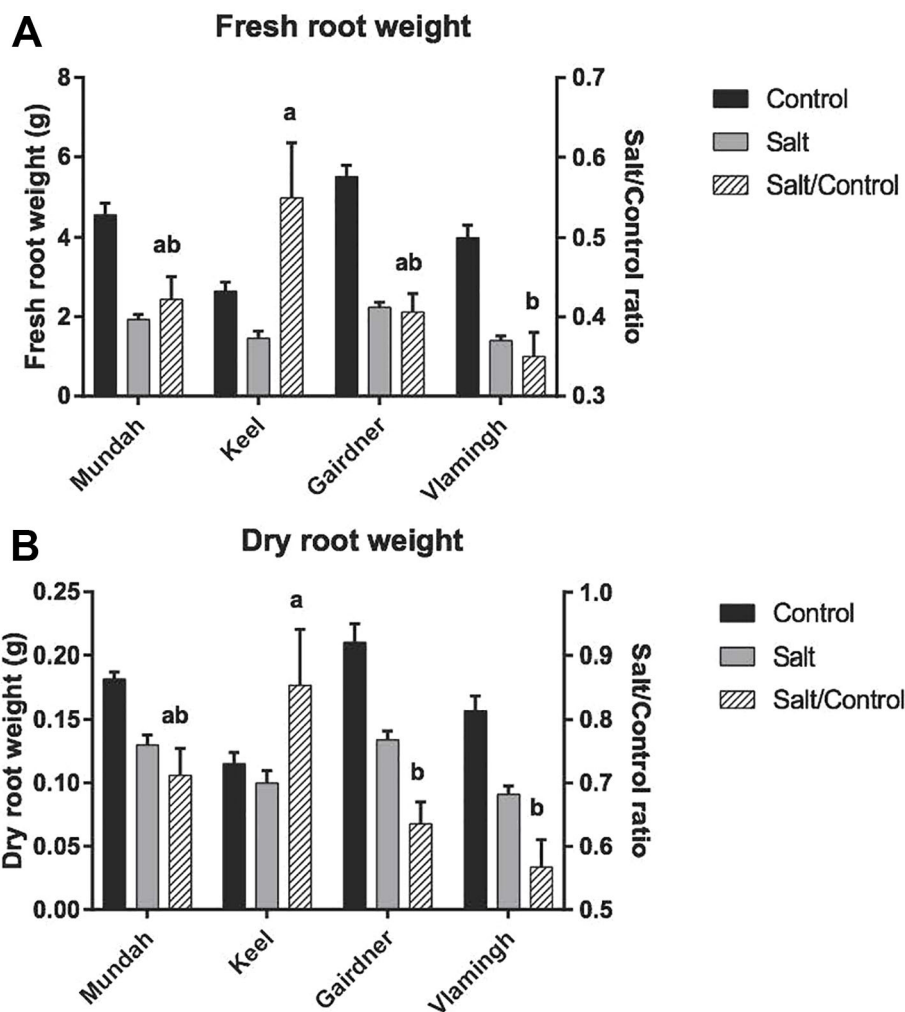 A
Fresh root weight
Fresh root weight (g)
8
6
4
2
0
a
ab
ab
b
0.7
0.6
0.5
0.4
0.3
Salt/Control ratio
Control
Salt
Salt/Control
Mundah
Keel
Gairdner
Vlamingh
B
Dry root weight
Dry root weight (g)
0.25
0.20
0.15
0.10
0.05
0.00
a
ab
b
b
1.0
0.9
0.8
0.7
0.6
0.5
Salt/Control ratio
Control
Salt
Salt/Control
Mundah
Keel
Gairdner
Vlamingh